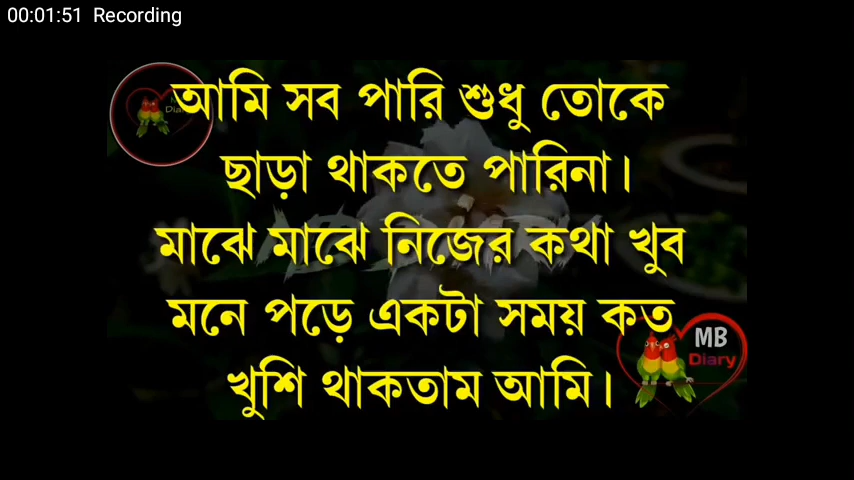 00:01:51 Recording
আমি সব পারি শুধু তোকে
ছাড়া থাকতে পারিনা।
মাঝে মাঝে নিজের কথা খুব
মনে পড়ে একটা সময় কত
খুশি থাকতাম আমি।
MB
Diary